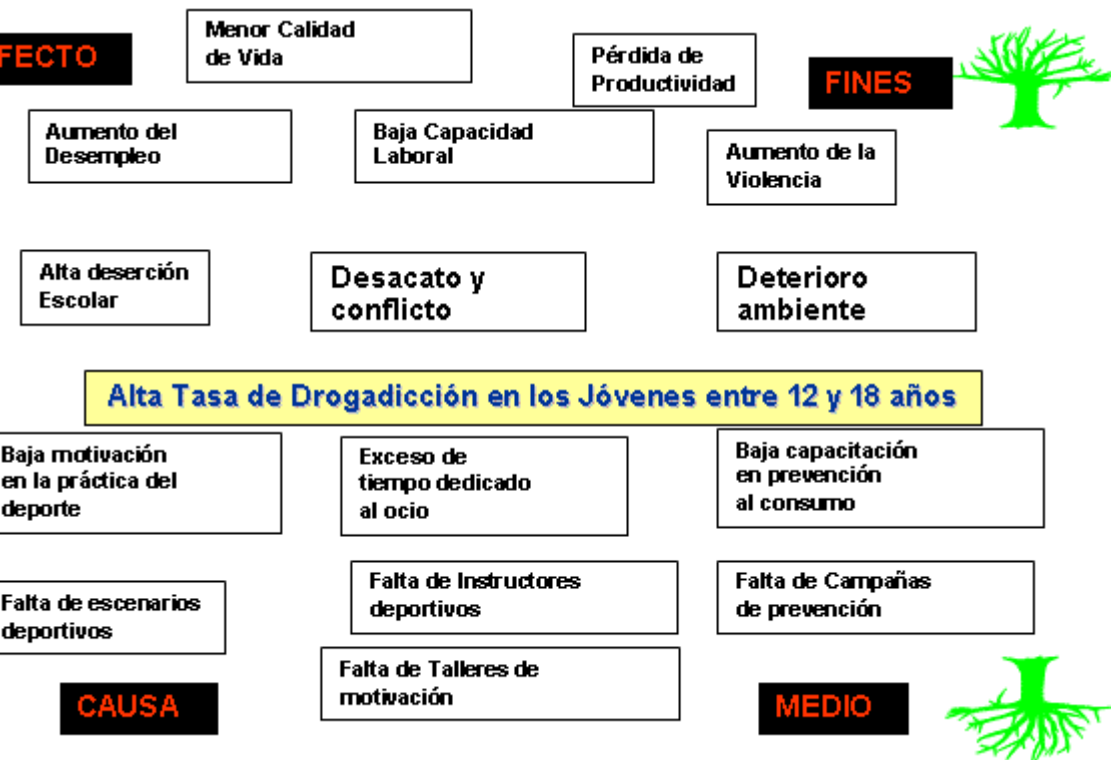 Menor Calidad
de Vida
FECTO
Pérdida de
Productividad
FINES
Aumento del
Desempleo
Baja Capacidad
Laboral
Aumento de la
Violencia
Alta deserción
Escolar
Desacato y
conflicto
Deterioro
ambiente
Alta Tasa de Drogadicción en los Jóvenes entre 12 y 18 años
Baja motivación
en la práctica del
deporte
Exceso de
tiempo dedicado
al ocio
Baja capacitación
en prevención
al consumo
Falta de escenarios
deportivos
Falta de Instructores
deportivos
Falta de Campañas
de prevención
Falta de Talleres de
motivación
CAUSA
MEDIO